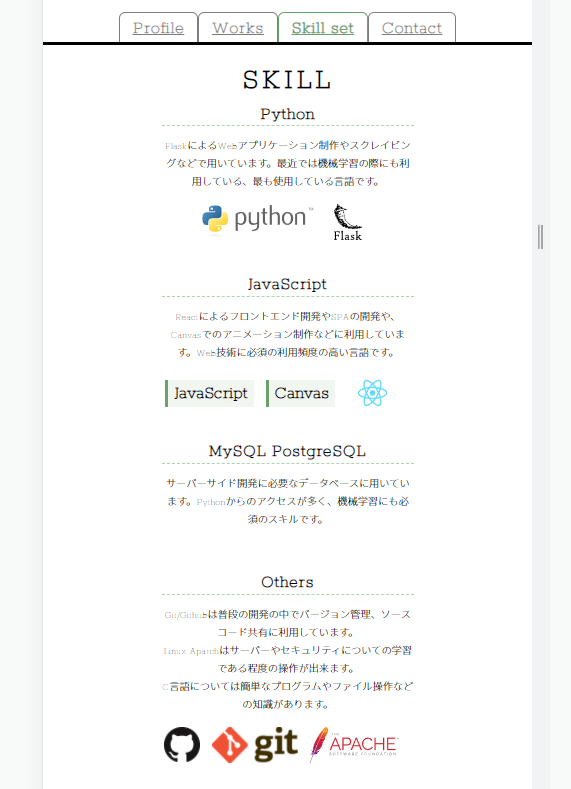 Profile Works Skill set Contact
SKILL
Python
FlaskによるWebアプリケーション制作やスクレイピン
グなどで用いています。最近では機械学習の際にも利
用している、最も使用している言語です。
python™ Flask
JavaScript
Reactによるフロントエンド開発やSPAの開発や、
Canvasでのアニメーション制作などに利用していま
す。Web技術に必須の利用頻度の高い言語です。
JavaScript Canvas
MySQL PostgreSQL
サーバーサイド開発に必要なデータベースに用いてい
ます。Pythonからのアクセスが多く、機械学習にも必
須のスキルです。
Others
Git/Githubは普段の開発の中でバージョン管理、ソース
コード共有に利用しています。
Linux Apacheはサーバーやセキュリティについての学習
である程度の操作が出来ます。
C言語については簡単なプログラムやファイル操作など
の知識があります。
git THE APACHE™ SOFTWARE FOUNDATION